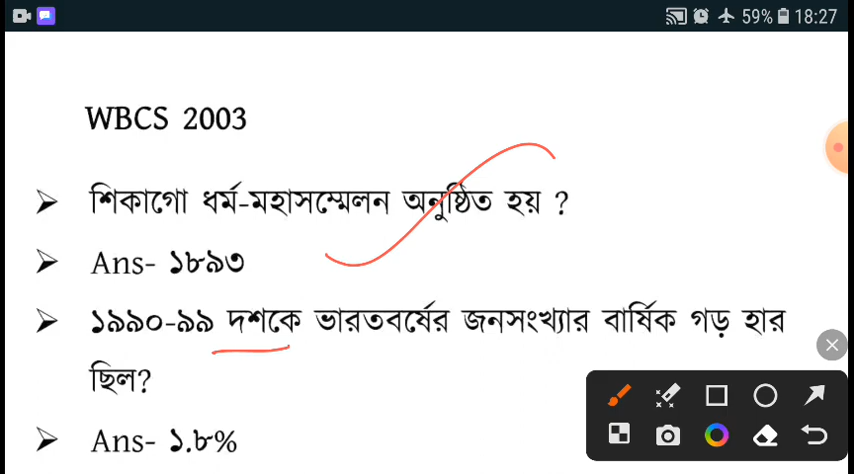 59% 18:27
WBCS 2003
➤ শিকাগো ধর্ম-মহাসম্মেলন অনুষ্ঠিত হয় ?
➤ Ans- ১৮৯৩
➤ ১৯৯০-৯৯ দশকে ভারতবর্ষের জনসংখ্যার বার্ষিক গড় হার
ছিল?
➤ Ans- ১.৮%